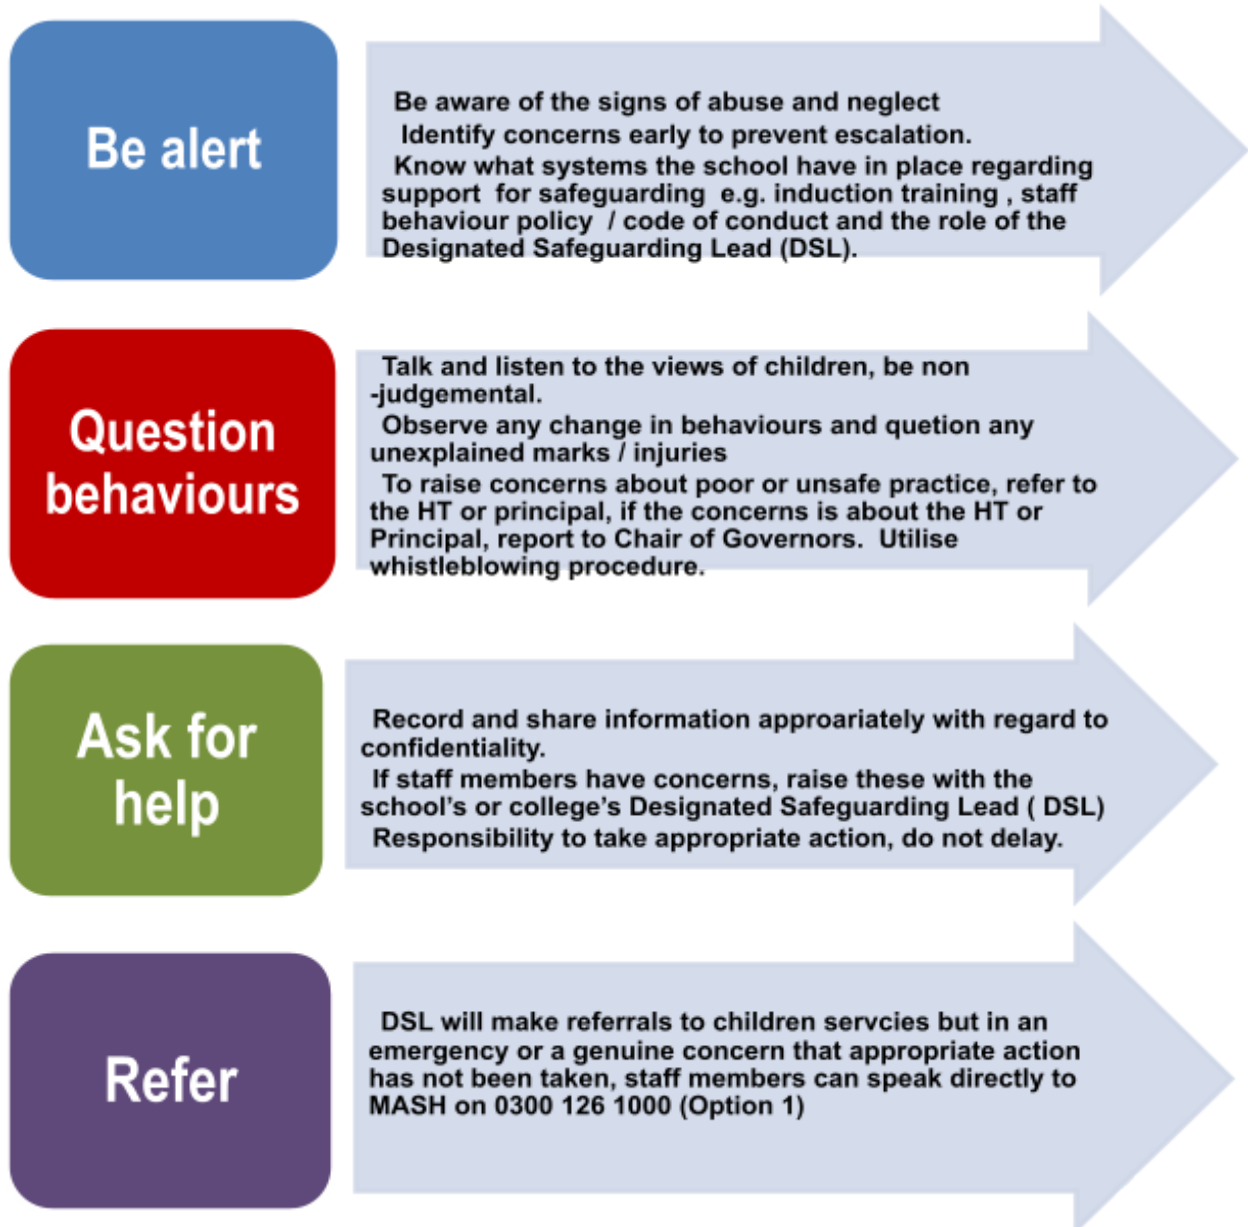 Be alert
Be aware of the signs of abuse and neglect
Identify concerns early to prevent escalation.
Know what systems the school have in place regarding
support for safeguarding e.g. induction training , staff
behaviour policy / code of conduct and the role of the
Designated Safeguarding Lead (DSL).
Question
behaviours
Talk and listen to the views of children, be non
-judgemental.
Observe any change in behaviours and quetion any
unexplained marks / injuries
To raise concerns about poor or unsafe practice, refer to
the HT or principal, if the concerns is about the HT or
Principal, report to Chair of Governors. Utilise
whistleblowing procedure.
Ask for
help
Record and share information approariately with regard to
confidentiality.
If staff members have concerns, raise these with the
school’s or college’s Designated Safeguarding Lead ( DSL)
Responsibility to take appropriate action, do not delay.
Refer
DSL will make referrals to children servcies but in an
emergency or a genuine concern that appropriate action
has not been taken, staff members can speak directly to
MASH on 0300 126 1000 (Option 1)